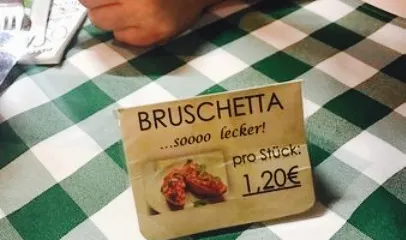 BRUSCHETTA
...soooo lecker!
pro Stück:
1,20€